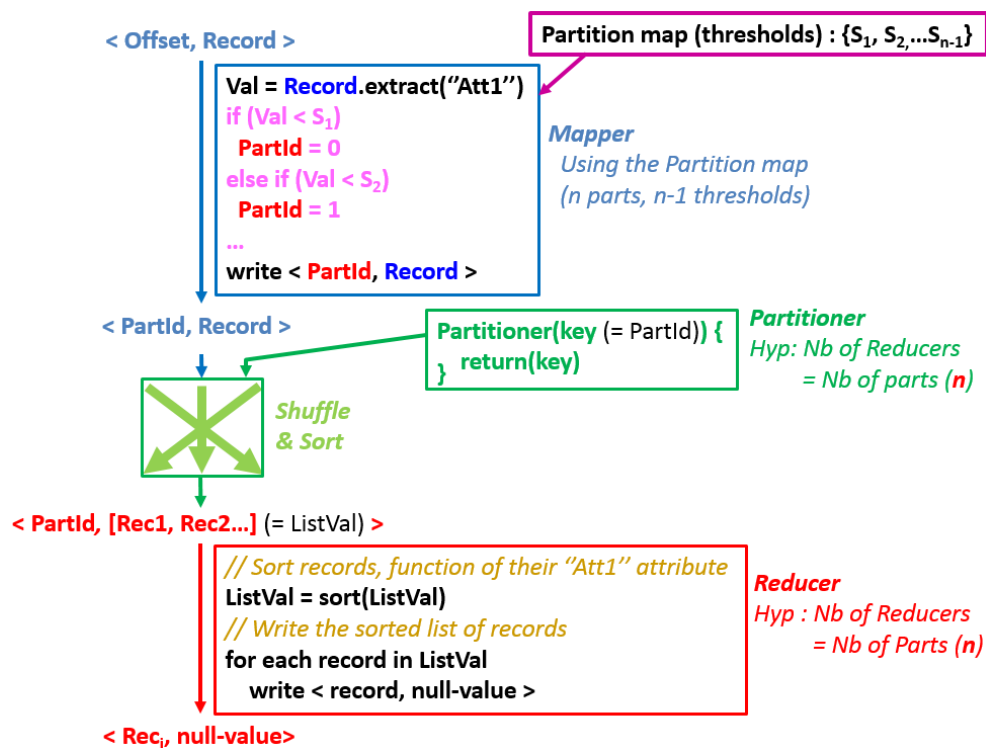 < Offset, Record >
Partition map (thresholds) : {S1, S2,...Sn-1}
Val = Record.extract(‘’Att1’’)
if (Val < S1)
PartId = 0
else if (Val < S2)
PartId = 1
...
write < PartId, Record >
Mapper
Using the Partition map
(n parts, n-1 thresholds)
< PartId, Record >
Partitioner(key (= PartId)) {
return(key)
}
Partitioner
Hyp: Nb of Reducers
= Nb of parts (n)
Shuffle
& Sort
< PartId, [Rec1, Rec2...] (= ListVal) >
// Sort records, function of their ‘’Att1’’ attribute
ListVal = sort(ListVal)
// Write the sorted list of records
for each record in ListVal
write < record, null-value >
Reducer
Hyp : Nb of Reducers
= Nb of Parts (n)
< Reci, null-value>